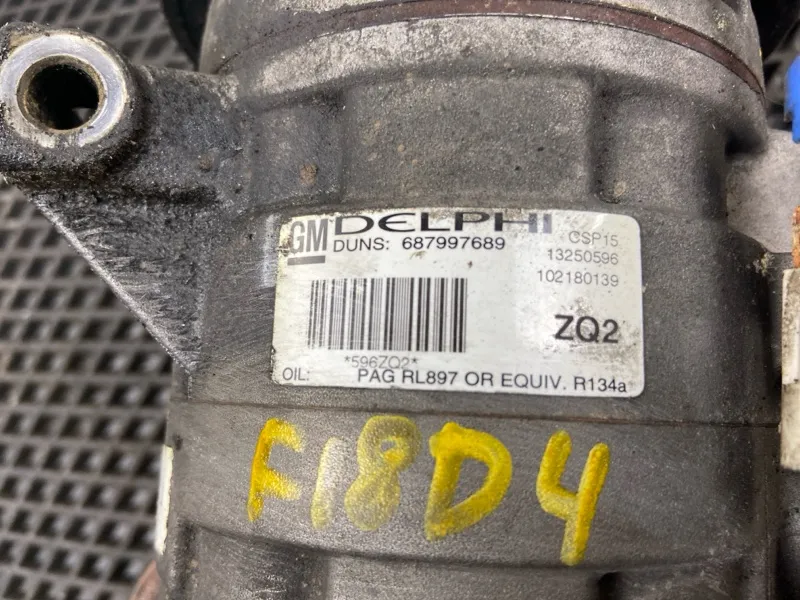 GM DELPHI
DUNS: 687997689
CSP15
13250596
102180139
ZQ2
*596ZQ2*
OIL: PAG RL897 OR EQUIV. R134a
F18D4